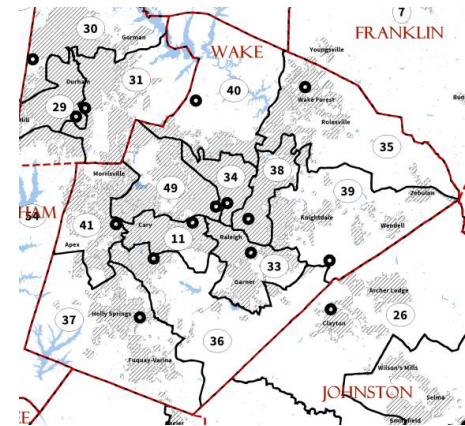 7
30
Gorman
FRANKLIN
WAKE
Youngsville
31
40
Durham
Wake Forest
29
Rolesville
Hill
35
Morrisville
34
38
49
39
Zebulon
54
HAM
41
Cary
Knightdale
11
Raleigh
Wendell
Apex
33
Garner
Archer Lodge
37
Holly Springs
26
Clayton
36
Fuquay-Varina
Wilson's Mills
JOHNSTON
Selma
Smithfield